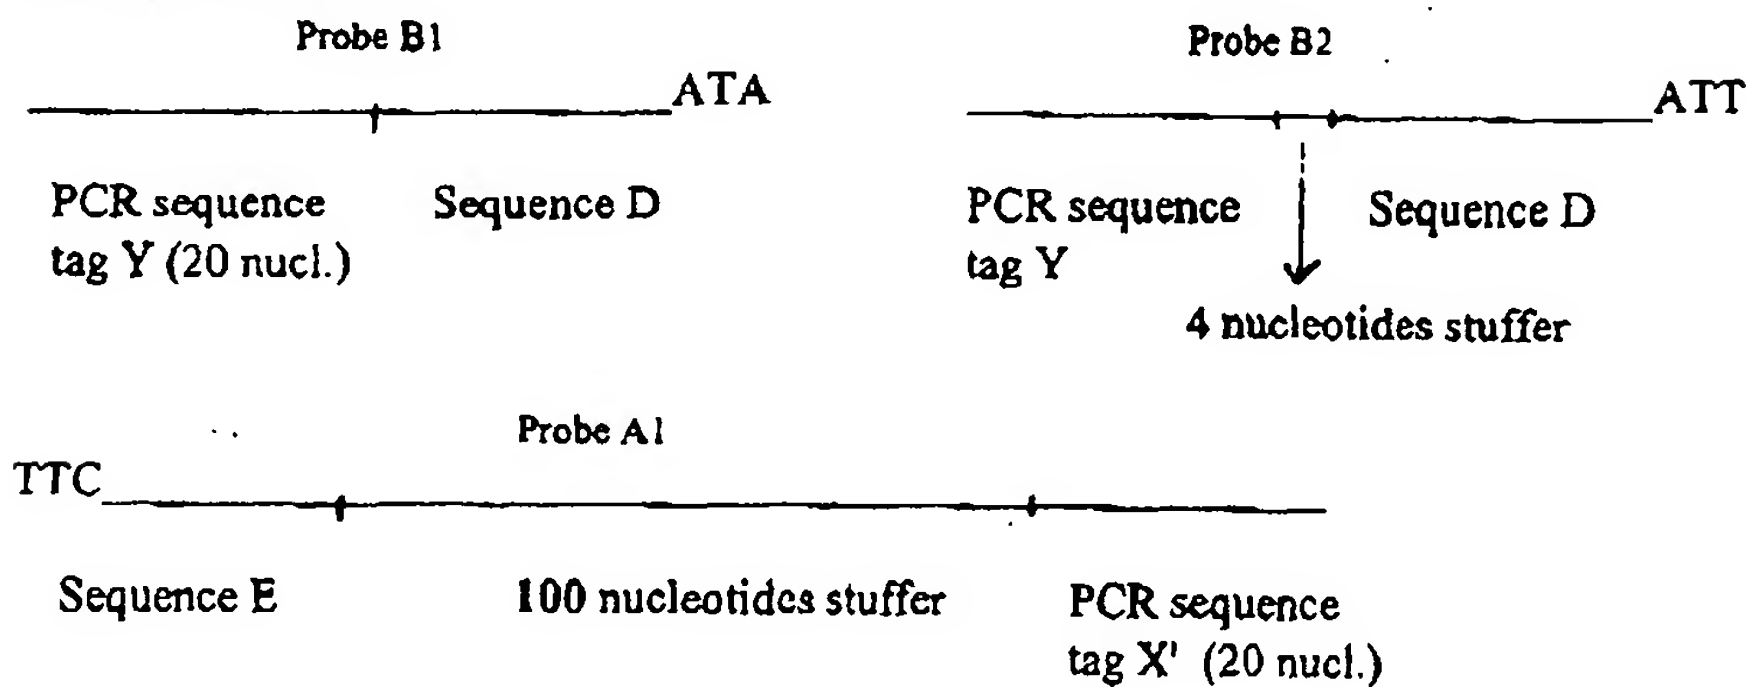 Probe B1
ATA
PCR sequence
tag Y (20 nucl.)
Sequence D
Probe B2
ATT
PCR sequence
tag Y
Sequence D
4 nucleotides stuffer
Probe A1
TTC
Sequence E
100 nucleotides stuffer
PCR sequence
tag X' (20 nucl.)